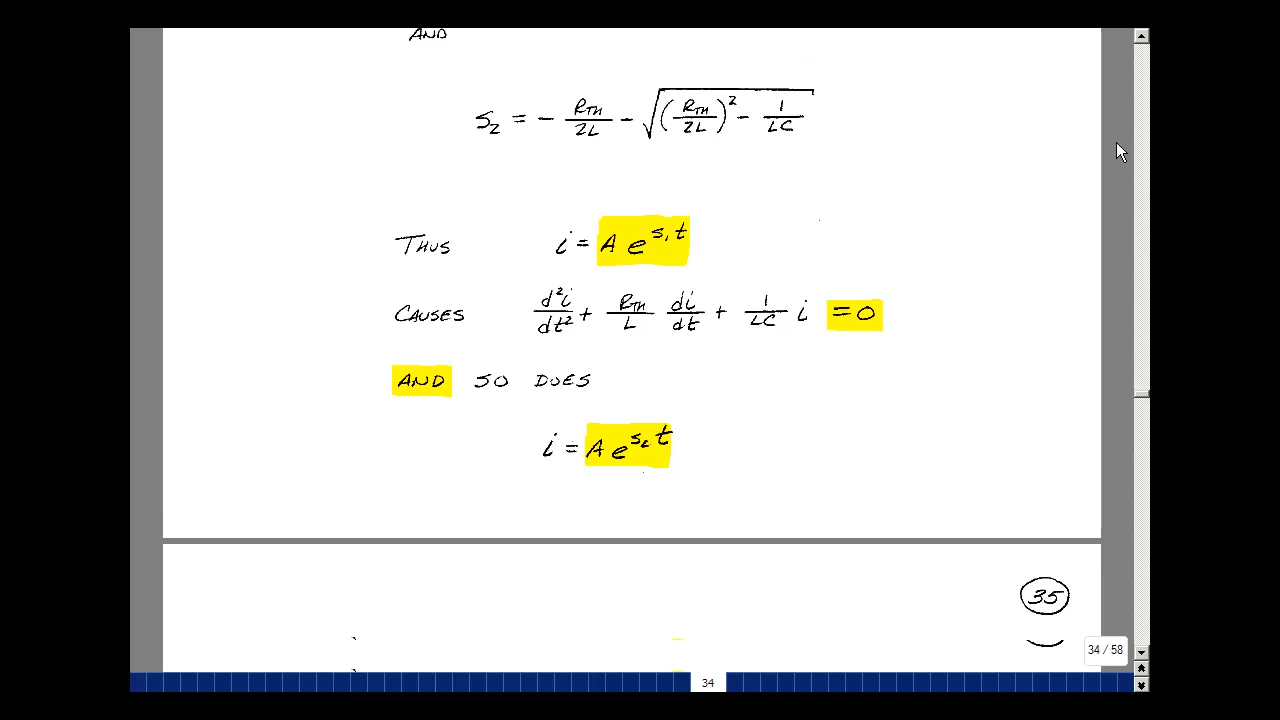 AND
S₂ = - R_TH/2L - √((R_TH/2L)² - 1/LC)
THUS i = A e^{s₁t}
CAUSES d²i/dt² + R_TH/L di/dt + 1/LC i = 0
AND SO DOES
i = A e^{s₂t}
35
34 / 58
34